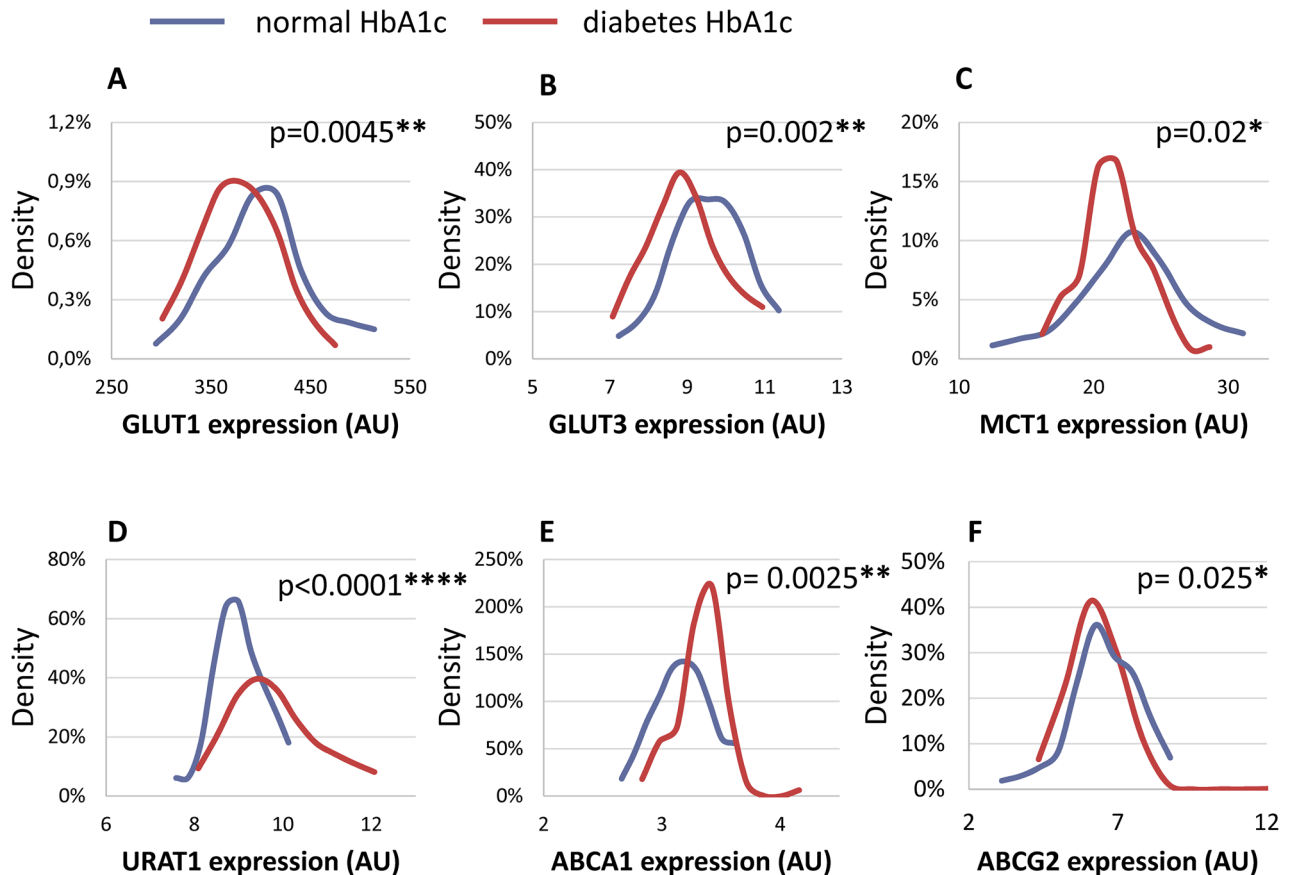 normal HbA1c diabetes HbA1c
A
1,2%
0,9%
0,6%
0,3%
0,0%
Density
p=0.0045**
250 350 450 550
GLUT1 expression (AU)
B
50%
40%
30%
20%
10%
0%
Density
p=0.002**
5 7 9 11 13
GLUT3 expression (AU)
C
20%
15%
10%
5%
0%
Density
p=0.02*
10 20 30
MCT1 expression (AU)
D
80%
60%
40%
20%
0%
Density
p<0.0001****
6 8 10 12
URAT1 expression (AU)
E
250%
200%
150%
100%
50%
0%
Density
p= 0.0025**
2 3 4
ABCA1 expression (AU)
F
50%
40%
30%
20%
10%
0%
Density
p= 0.025*
2 7 12
ABCG2 expression (AU)